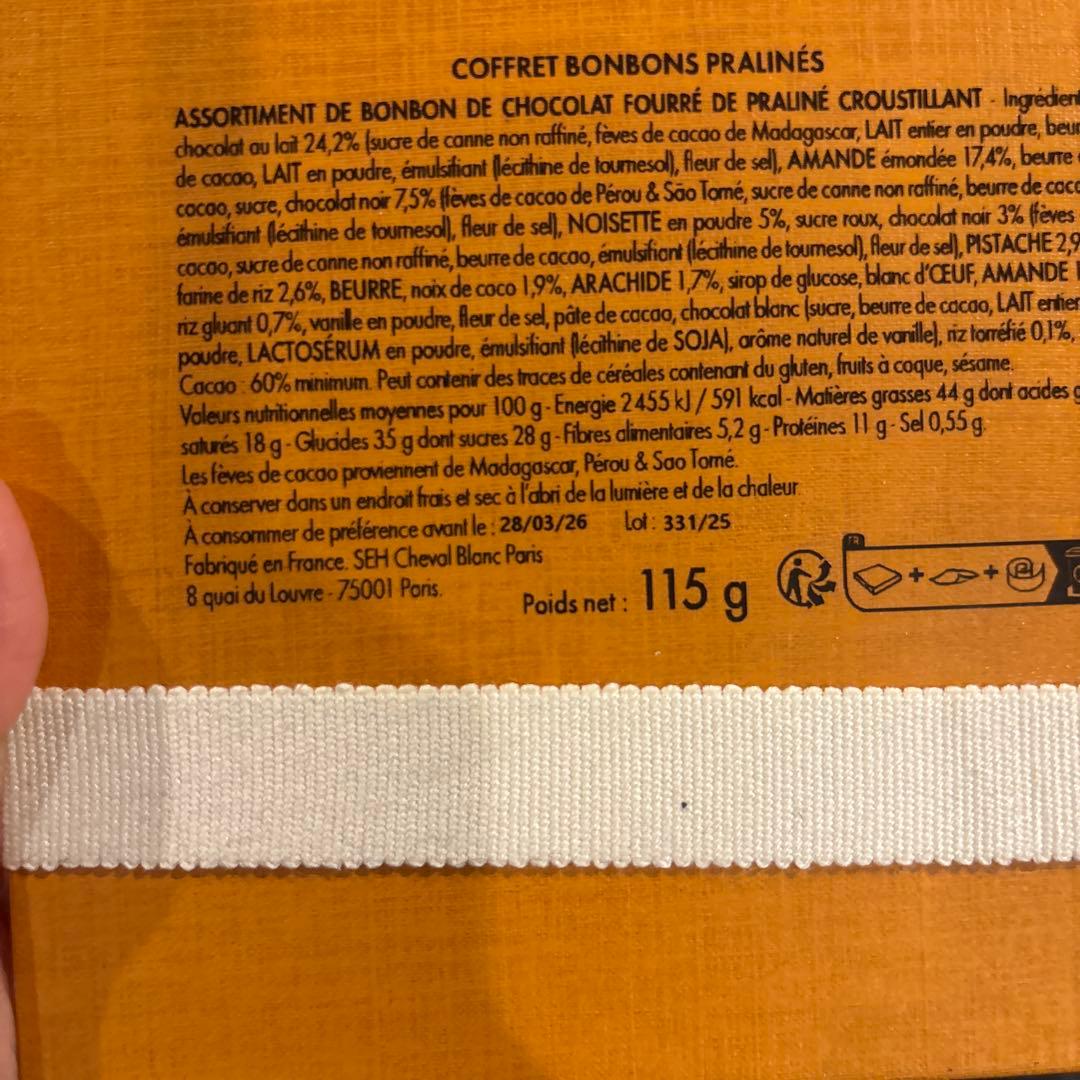 COFFRET BONBONS PRALINÉS
ASSORTIMENT DE BONBON DE CHOCOLAT FOURRÉ DE PRALINÉ CROUSTILLANT - Ingrédient
chocolat au lait 24,2% (sucre de canne non raffiné, fèves de cacao de Madagascar, LAIT entier en poudre, beur
de cacao, LAIT en poudre, émulsifiant (lécithine de tournesol), fleur de sel), AMANDE émondée 17,4%, beurre
cacao, sucre, chocolat noir 7,5% (fèves de cacao de Pérou & São Tomé, sucre de canne non raffiné, beurre de caca
émulsifiant (lécithine de tournesol), fleur de sel), NOISETTE en poudre 5%, sucre roux, chocolat noir 3% (fèves
cacao, sucre de canne non raffiné, beurre de cacao, émulsifiant (lécithine de tournesol), fleur de sel), PISTACHE 2,9
farine de riz 2,6%, BEURRE, noix de coco 1,9%, ARACHIDE 1,7%, sirop de glucose, blanc d'ŒUF, AMANDE
riz gluant 0,7%, vanille en poudre, fleur de sel, pâte de cacao, chocolat blanc (sucre, beurre de cacao, LAIT entier
poudre, LACTOSÉRUM en poudre, émulsifiant (lécithine de SOJA), arôme naturel de vanille), riz torréfié 0,1%,
Cacao : 60% minimum. Peut contenir des traces de céréales contenant du gluten, fruits à coque, sésame.
Valeurs nutritionnelles moyennes pour 100 g - Energie 2455 kJ / 591 kcal - Matières grasses 44 g dont acides g
saturés 18 g - Glucides 35 g dont sucres 28 g - Fibres alimentaires 5,2 g - Protéines 11 g - Sel 0,55 g.
Les fèves de cacao proviennent de Madagascar, Pérou & Sao Tomé.
À conserver dans un endroit frais et sec à l'abri de la lumière et de la chaleur.
À consommer de préférence avant le : 28/03/26 Lot : 331/25
Fabriqué en France. SEH Cheval Blanc Paris
8 quai du Louvre - 75001 Paris.
Poids net : 115 g
FR